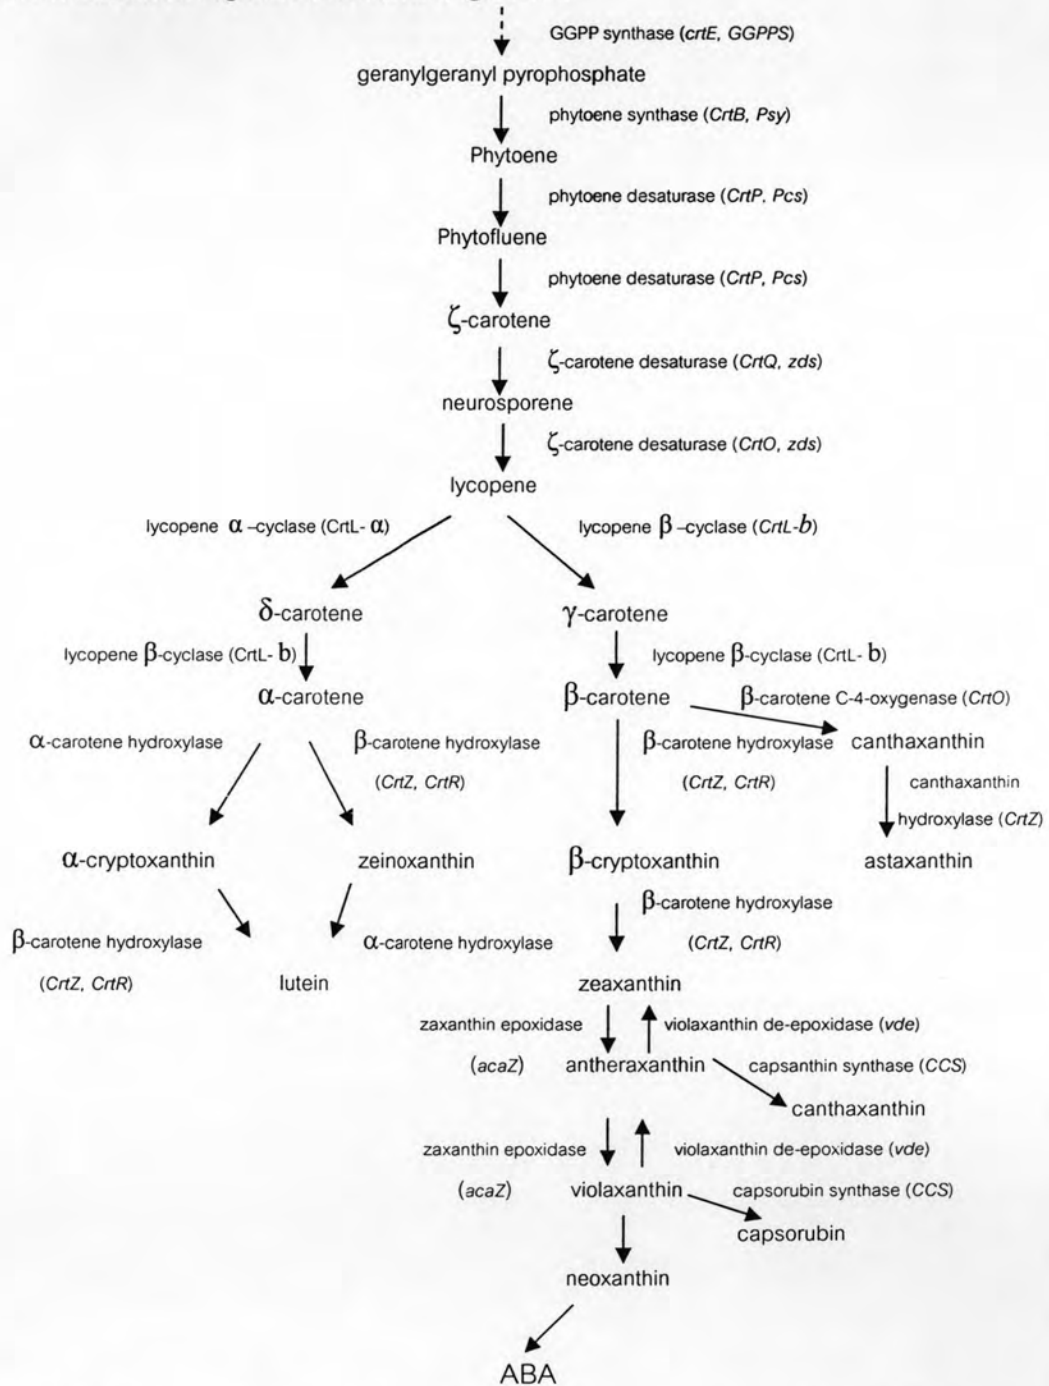 GGPP synthase (crtE, GGPPS)
geranylgeranyl pyrophosphate
phytoene synthase (CrtB, Psy)
Phytoene
phytoene desaturase (CrtP, Pcs)
Phytofluene
phytoene desaturase (CrtP, Pcs)
ζ-carotene
ζ-carotene desaturase (CrtQ, zds)
neurosporene
ζ-carotene desaturase (CrtO, zds)
lycopene
lycopene α –cyclase (CrtL- α) lycopene β –cyclase (CrtL-b)
δ-carotene γ-carotene
lycopene β-cyclase (CrtL- b) lycopene β-cyclase (CrtL- b)
α-carotene β-carotene β-carotene C-4-oxygenase (CrtO)
α-carotene hydroxylase β-carotene hydroxylase β-carotene hydroxylase canthaxanthin
(CrtZ, CrtR) (CrtZ, CrtR) canthaxanthin
hydroxylase (CrtZ)
α-cryptoxanthin zeinoxanthin β-cryptoxanthin astaxanthin
β-carotene hydroxylase
β-carotene hydroxylase α-carotene hydroxylase (CrtZ, CrtR)
(CrtZ, CrtR) lutein zeaxanthin
zaxanthin epoxidase violaxanthin de-epoxidase (vde)
(acaZ) antheraxanthin capsanthin synthase (CCS)
canthaxanthin
zaxanthin epoxidase violaxanthin de-epoxidase (vde)
(acaZ) violaxanthin capsorubin synthase (CCS)
capsorubin
neoxanthin
ABA